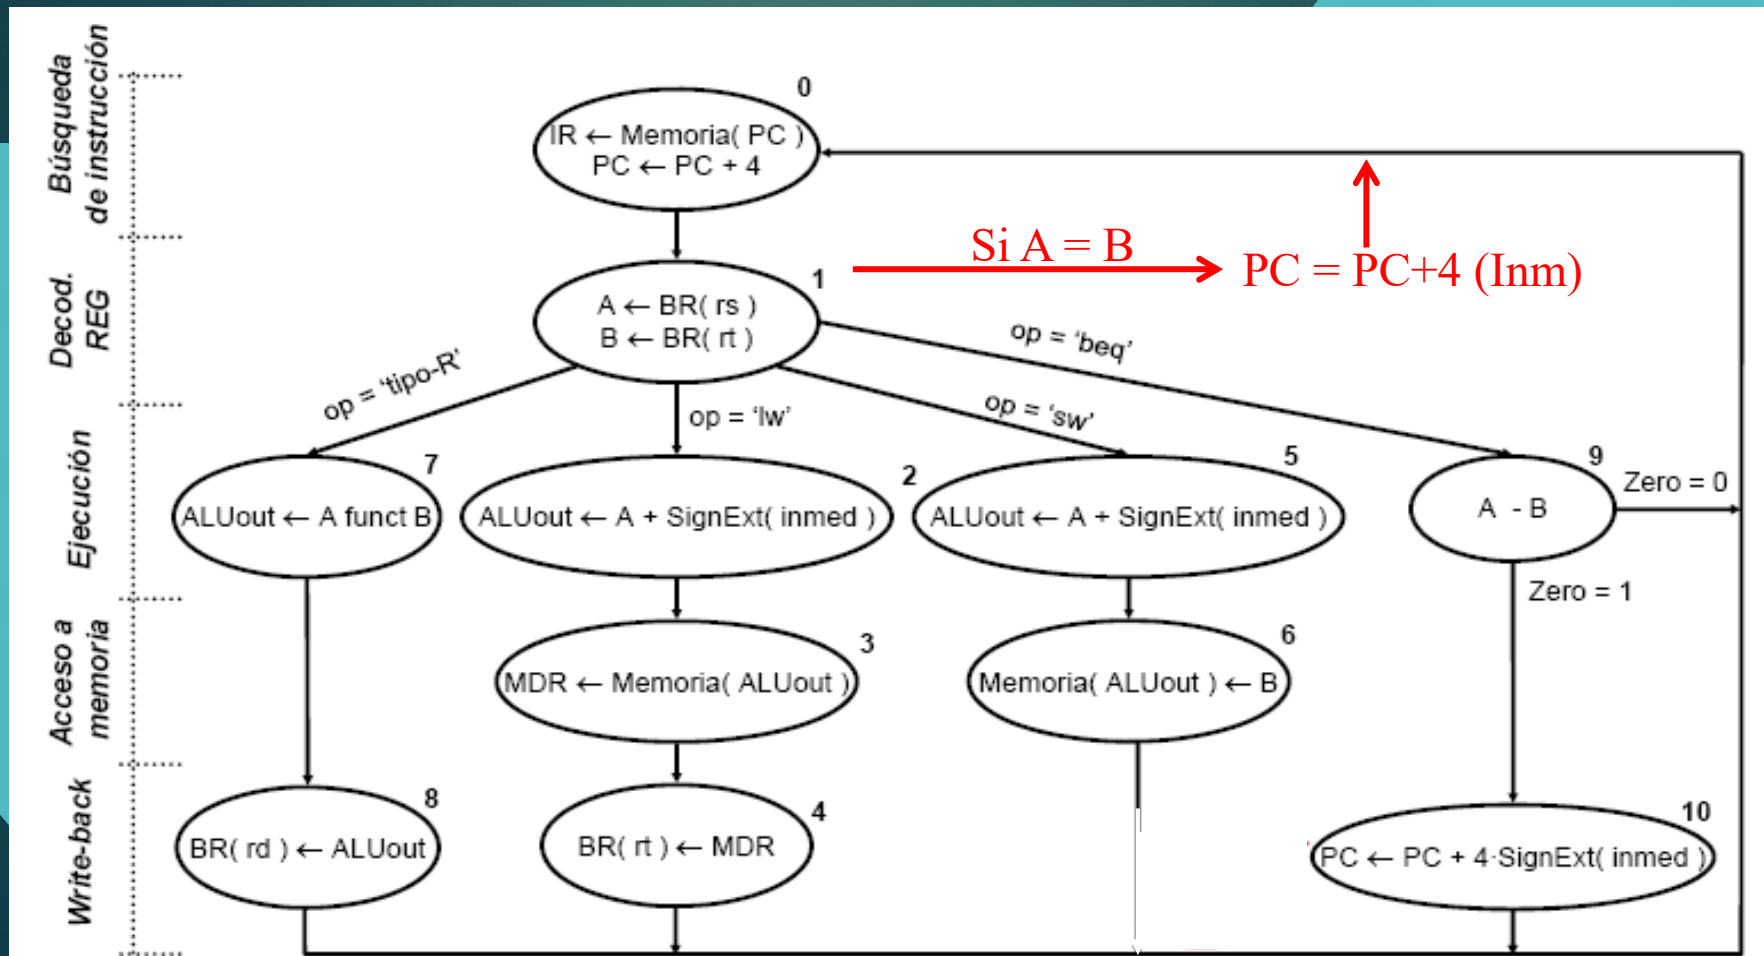 Búsqueda
de instrucción
0
IR ← Memoria( PC )
PC ← PC + 4
Si A = B
PC = PC+4 (Inm)
Decod.
REG
1
A ← BR( rs )
B ← BR( rt )
op = 'beq'
op = 'tipo-R'
op = 'lw'
op = 'sw'
Ejecución
7
ALUout ← A funct B
2
ALUout ← A + SignExt( inmed )
5
ALUout ← A + SignExt( inmed )
9
A - B
Zero = 0
Zero = 1
Acceso a
memoria
3
MDR ← Memoria( ALUout )
6
Memoria( ALUout ) ← B
Write-back
8
BR( rd ) ← ALUout
4
BR( rt ) ← MDR
10
PC ← PC + 4·SignExt( inmed )